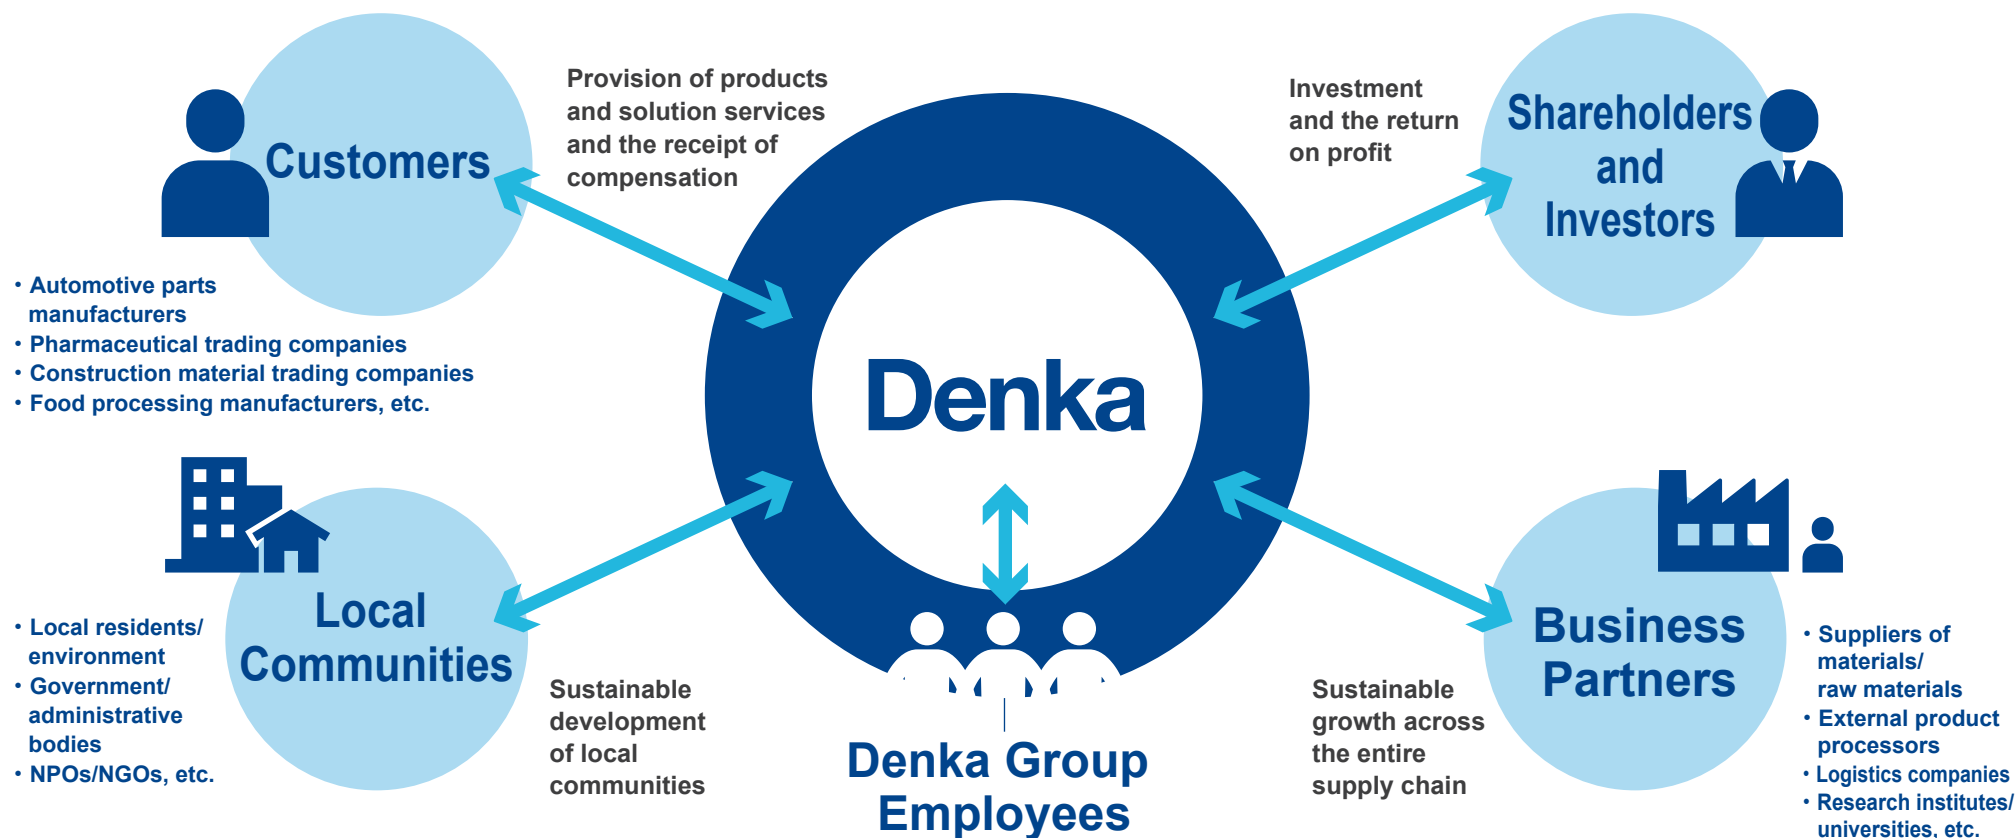 Customers
Provision of products
and solution services
and the receipt of
compensation
• Automotive parts
manufacturers
• Pharmaceutical trading companies
• Construction material trading companies
• Food processing manufacturers, etc.
Investment
and the return
on profit
Shareholders
and
Investors
Denka
Local
Communities
• Local residents/
environment
• Government/
administrative
bodies
• NPOs/NGOs, etc.
Sustainable
development
of local
communities
Denka Group
Employees
Sustainable
growth across
the entire
supply chain
Business
Partners
• Suppliers of
materials/
raw materials
• External product
processors
• Logistics companies
• Research institutes/
universities, etc.